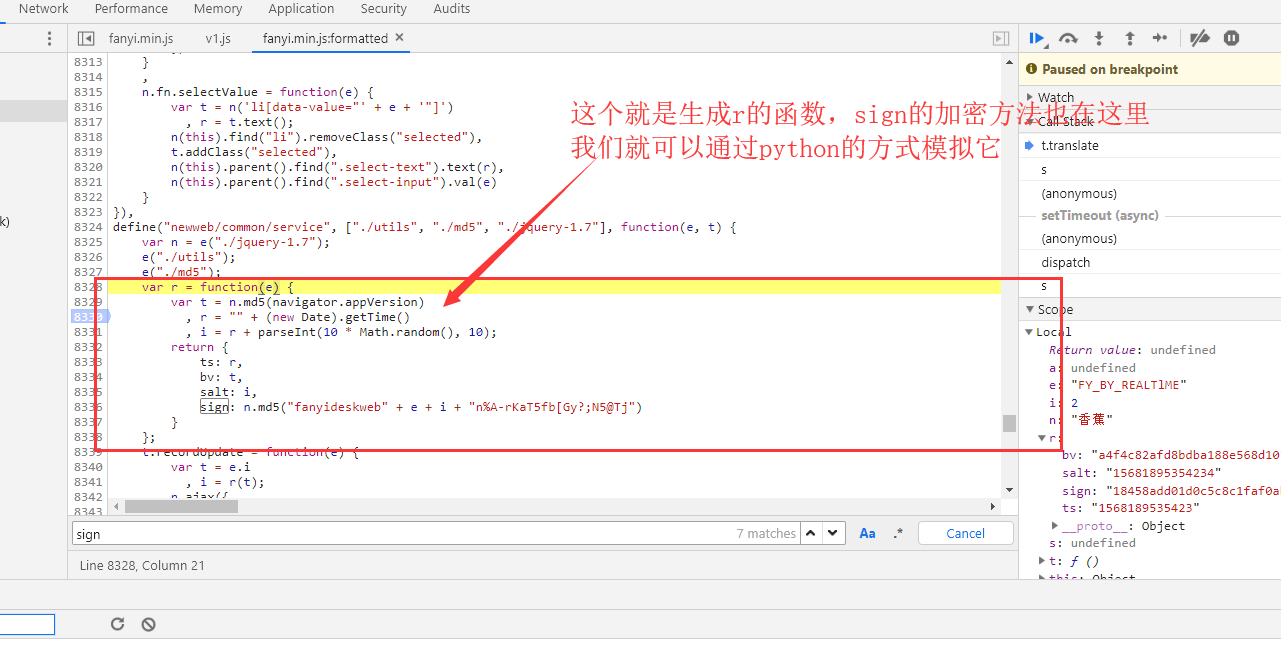 Network Performance Memory Application Security Audits
fanyi.min.js v1.js fanyi.min.js:formatted ×
8313 }
8314 ,
8315 n.fn.selectValue = function(e) {
8316 var t = n('li[data-value="' + e + '"]')
8317 , r = t.text();
8318 n(this).find("li").removeClass("selected"),
8319 t.addClass("selected"),
8320 n(this).parent().find(".select-text").text(r),
8321 n(this).parent().find(".select-input").val(e)
8322 }
8323 }),
8324 define("newweb/common/service", ["./utils", "./md5", "./jquery-1.7"], function(e, t) {
8325 var n = e("./jquery-1.7");
8326 e("./utils");
8327 e("./md5");
8328 var r = function(e) {
8329 var t = n.md5(navigator.appVersion)
8330 , r = "" + (new Date).getTime()
8331 , i = r + parseInt(10 * Math.random(), 10);
8332 return {
8333 ts: r,
8334 bv: t,
8335 salt: i,
8336 sign: n.md5("fanyideskweb" + e + i + "n%A-rKaT5fb[Gy?;N5@Tj")
8337 }
8338 };
8339 t.recordUpdate = function(e) {
8340 var t = e.i
8341 , i = r(t);
8342 n.ajax({
8343
这个就是生成r的函数，sign的加密方法也在这里
我们就可以通过python的方式模拟它
k)
sign 7 matches Aa .* Cancel
Line 8328, Column 21
Paused on breakpoint
Watch
Call Stack
t.translate
s
(anonymous)
setTimeout (async)
(anonymous)
dispatch
s
Scope
Local
Return value: undefined
a: undefined
e: "FY_BY_REALTlME"
i: 2
n: "香蕉"
r:
bv: "a4f4c82afd8bdba188e568d10
salt: "15681895354234"
sign: "18458add01d0c5c8c1faf0a
ts: "1568189535423"
__proto__: Object
s: undefined
t: ƒ ()
this: Object